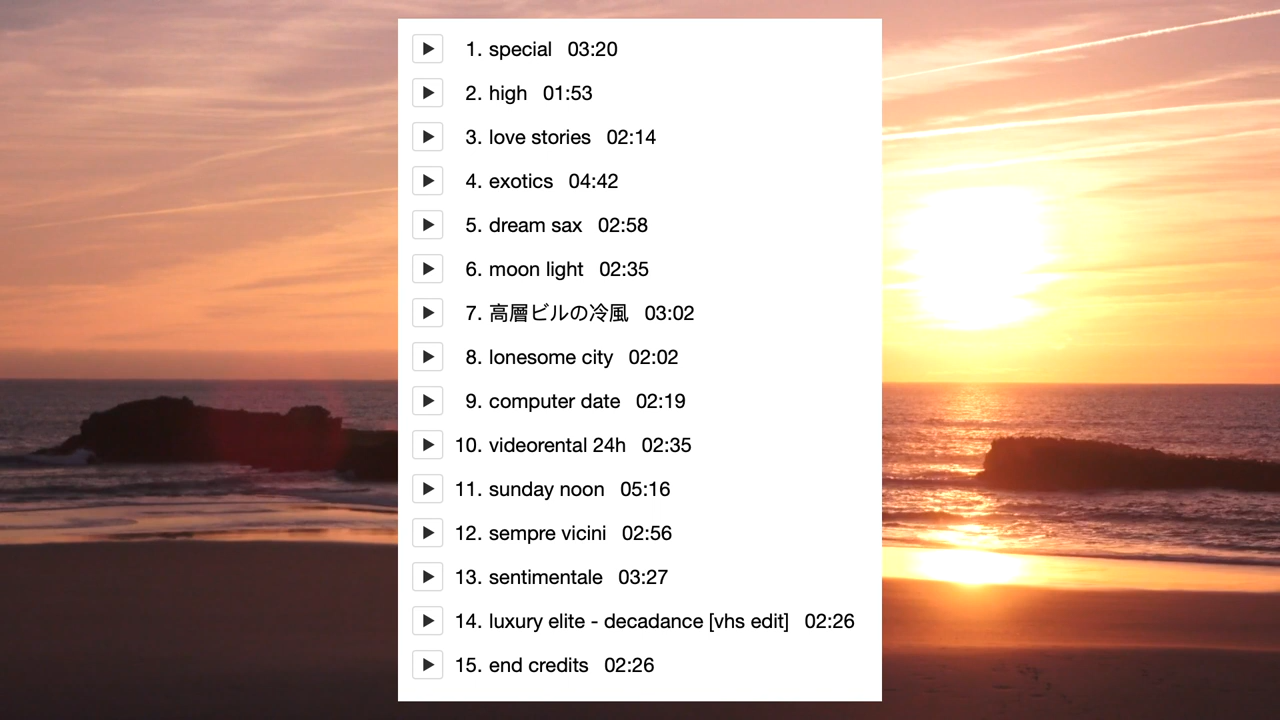 1. special 03:20
2. high 01:53
3. love stories 02:14
4. exotics 04:42
5. dream sax 02:58
6. moon light 02:35
7. 高層ビルの冷風 03:02
8. lonesome city 02:02
9. computer date 02:19
10. videorental 24h 02:35
11. sunday noon 05:16
12. sempre vicini 02:56
13. sentimentale 03:27
14. luxury elite - decadance [vhs edit] 02:26
15. end credits 02:26